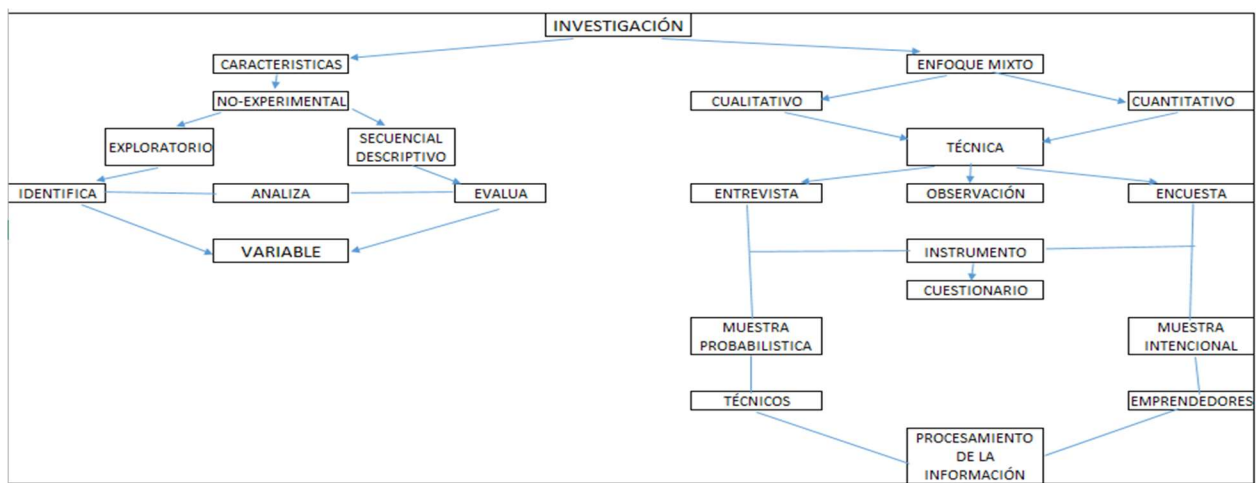 INVESTIGACIÓN
CARACTERISTICAS
ENFOQUE MIXTO
NO-EXPERIMENTAL
CUALITATIVO
CUANTITATIVO
EXPLORATORIO
SECUENCIAL
DESCRIPTIVO
TÉCNICA
IDENTIFICA
ANALIZA
EVALUA
ENTREVISTA
OBSERVACIÓN
ENCUESTA
VARIABLE
INSTRUMENTO
CUESTIONARIO
MUESTRA
PROBABILISTICA
MUESTRA
INTENCIONAL
TÉCNICOS
EMPRENDEDORES
PROCESAMIENTO
DE LA
INFORMACIÓN